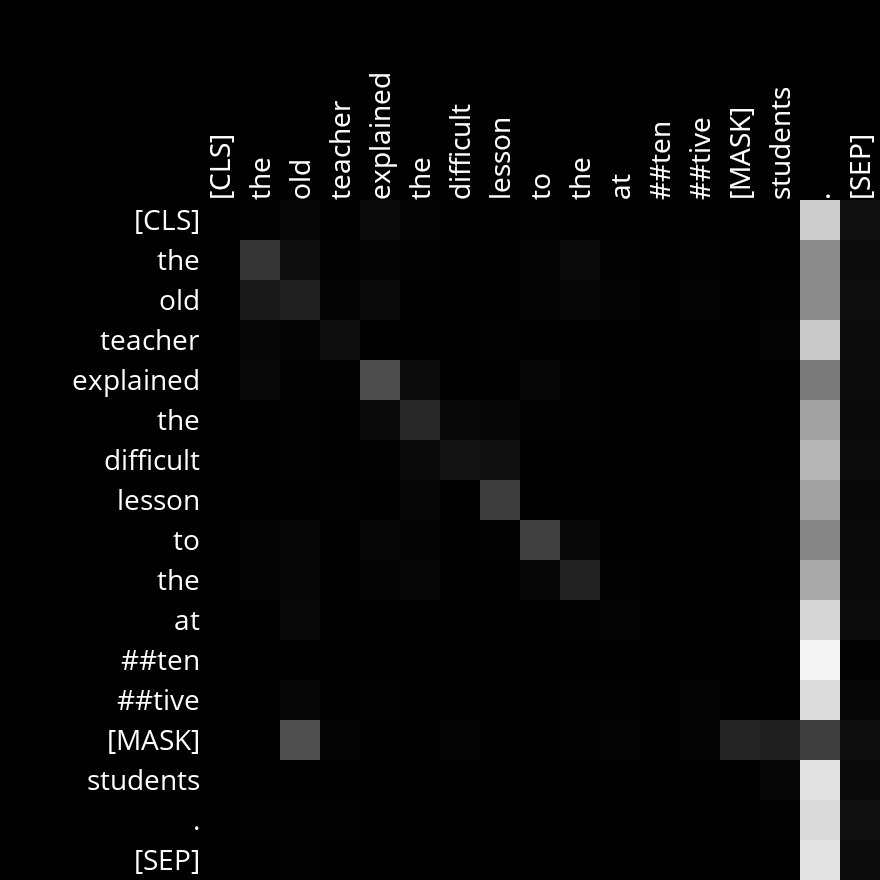 [CLS] the old teacher explained the difficult lesson to the at ##ten ##tive [MASK] students . [SEP]
[CLS]
the
old
teacher
explained
the
difficult
lesson
to
the
at
##ten
##tive
[MASK]
students
.
[SEP]